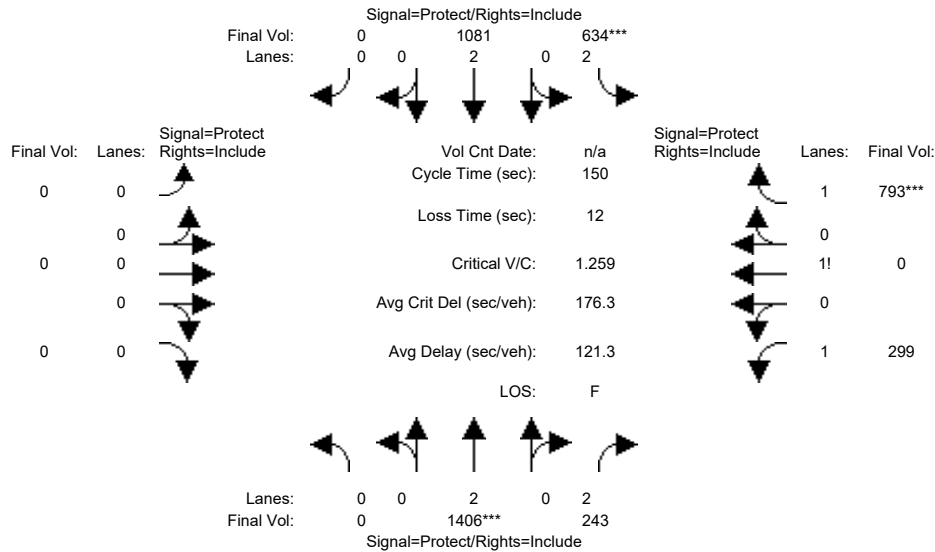 Signal=Protect/Rights=Include
Final Vol: 0 1081 634***
Lanes: 0 0 2 0 2
Signal=Protect
Final Vol: Lanes: Rights=Include
Vol Cnt Date: n/a
Signal=Protect
Rights=Include Lanes: Final Vol:
Cycle Time (sec): 150
0 0
1 793***
Loss Time (sec): 12
0
0
0 0
Critical V/C: 1.259
1! 0
0
Avg Crit Del (sec/veh): 176.3
0
0 0
Avg Delay (sec/veh): 121.3
1 299
LOS: F
Lanes: 0 0 2 0 2
Final Vol: 0 1406*** 243
Signal=Protect/Rights=Include